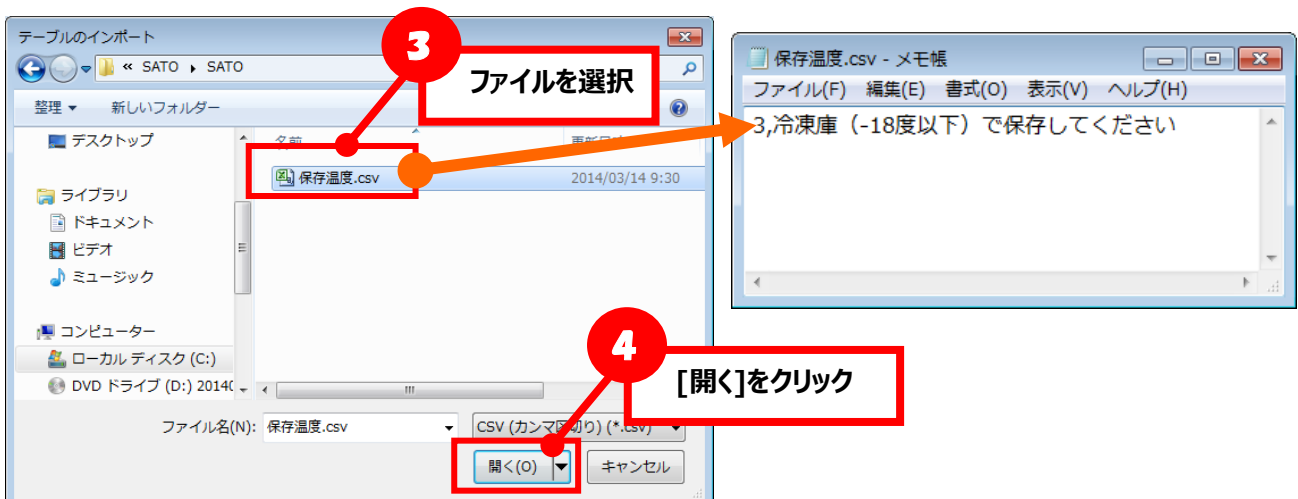 テーブルのインポート
« SATO ▸ SATO
整理 ▼ 新しいフォルダー
デスクトップ
ライブラリ
ドキュメント
ビデオ
ミュージック
コンピューター
ローカル ディスク (C:)
DVD ドライブ (D:) 2014
名前
保存温度.csv 2014/03/14 9:30
ファイル名(N): 保存温度.csv
CSV (カンマ区切り) (*.csv)
開く(O)
キャンセル
3
ファイルを選択
4
[開く]をクリック
保存温度.csv - メモ帳
ファイル(F) 編集(E) 書式(O) 表示(V) ヘルプ(H)
3,冷凍庫（-18度以下）で保存してください